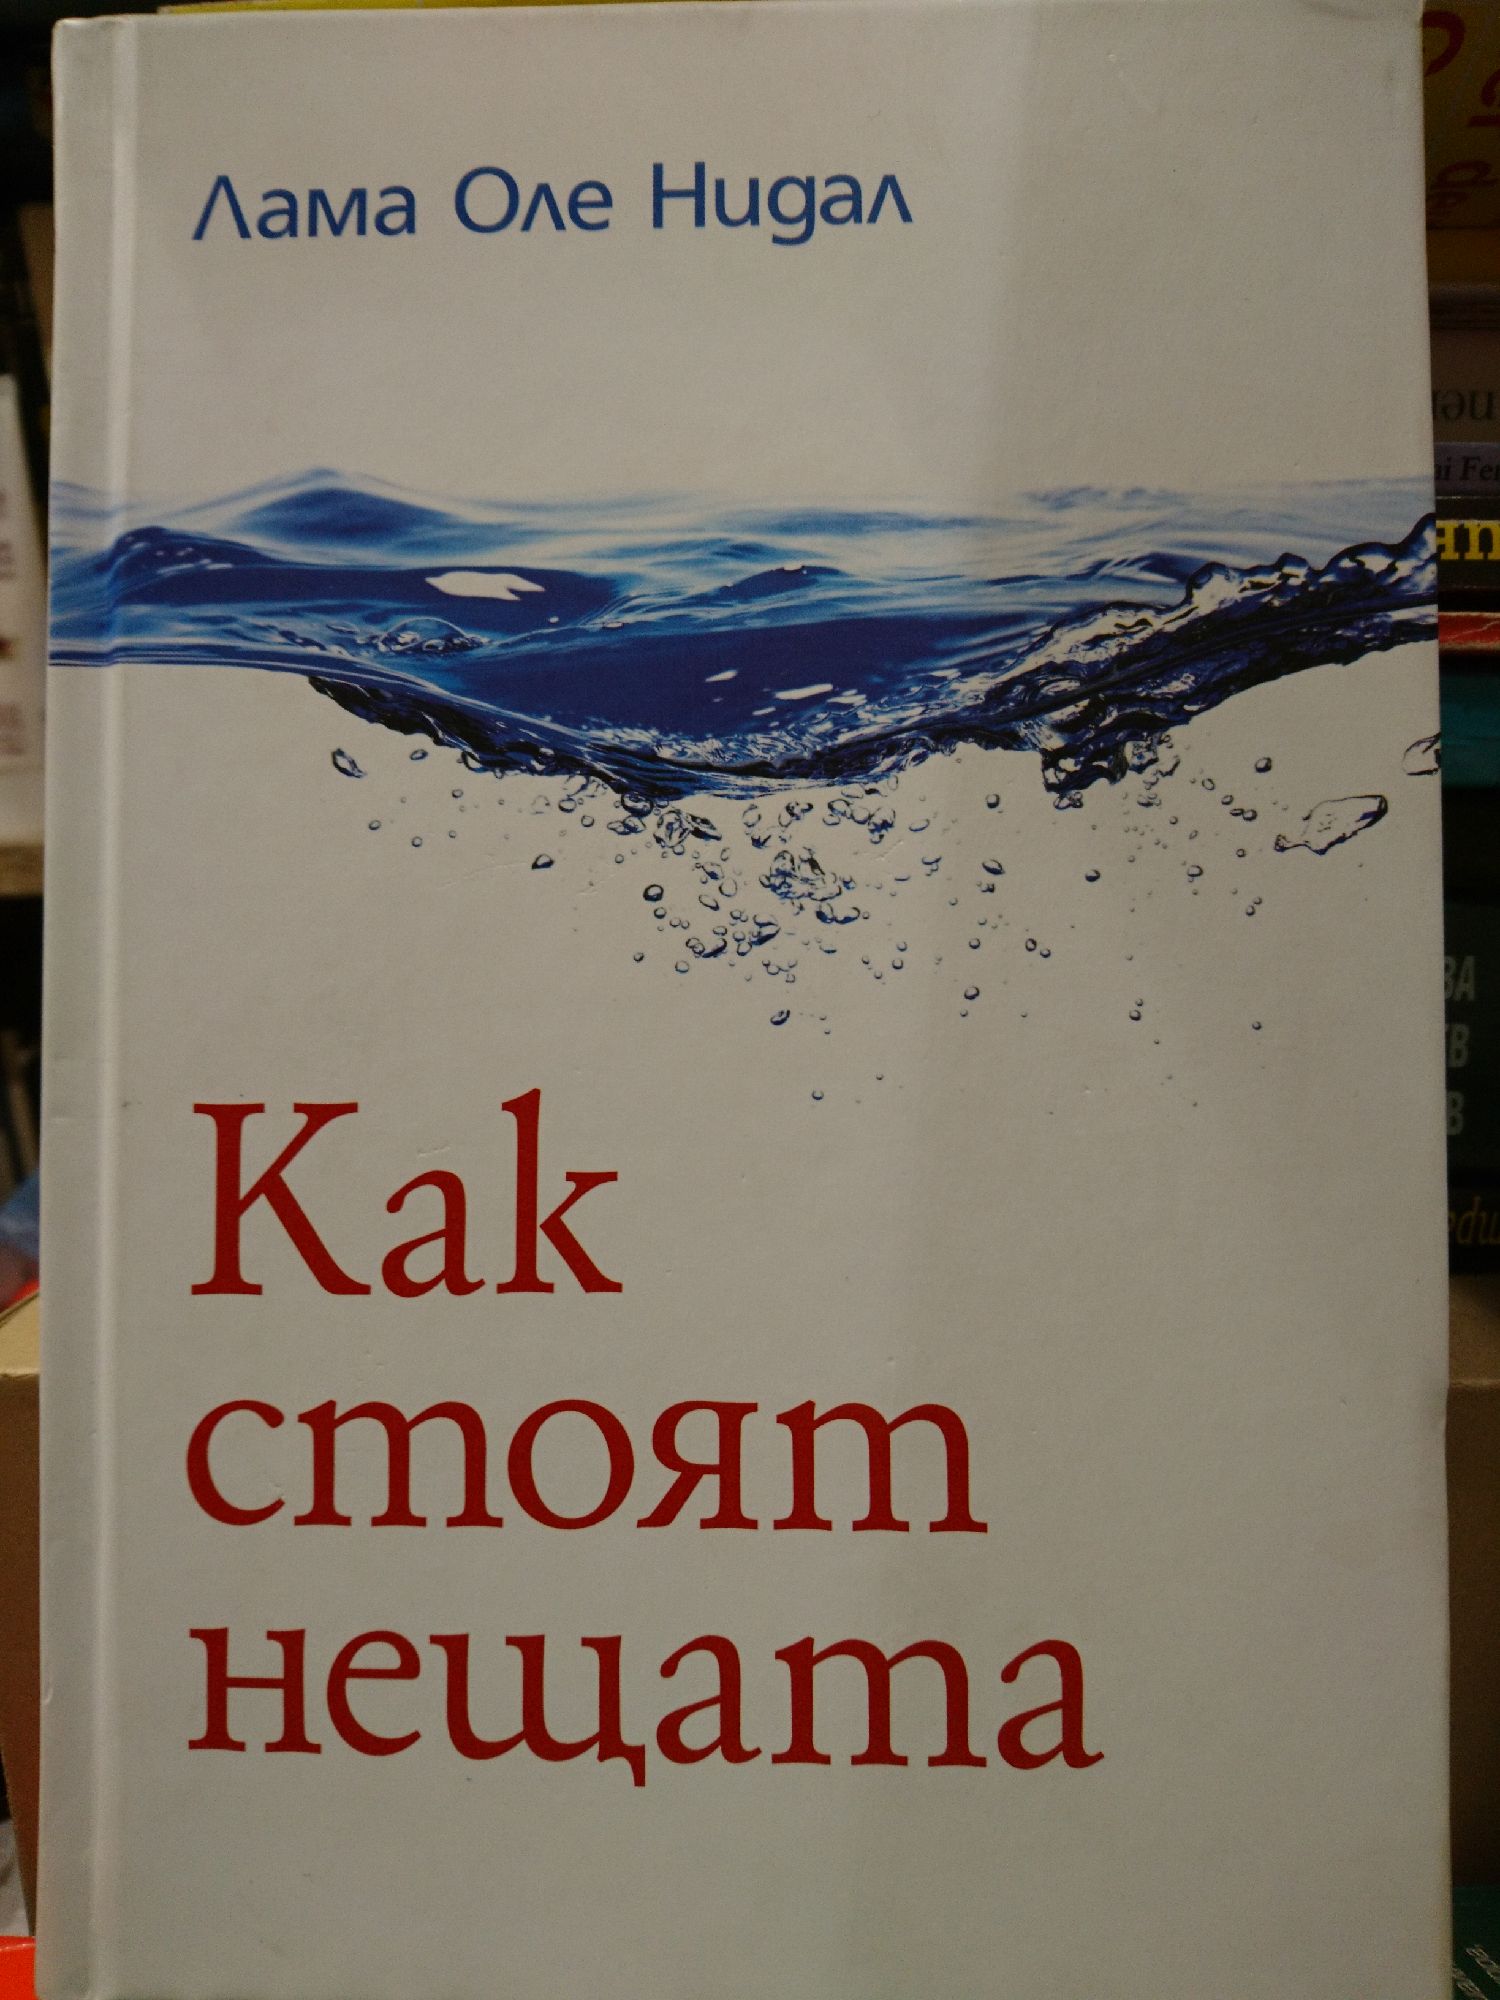 Лама Оле Нидал
Как
стоят
нещата